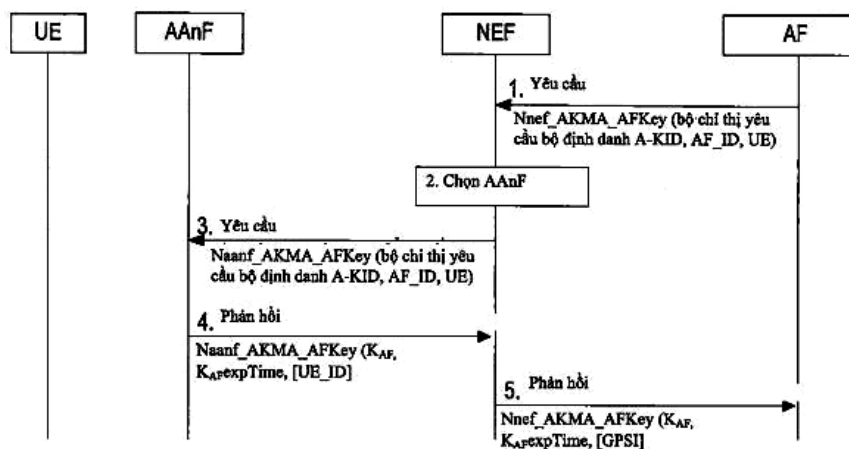 UE
AAnF
NEF
AF
1. Yêu cầu
Nnef_AKMA_AFKey (bộ chỉ thị yêu
cầu bộ định danh A-KID, AF_ID, UE)
2. Chọn AAnF
3. Yêu cầu
Naanf_AKMA_AFKey (bộ chỉ thị yêu
cầu bộ định danh A-KID, AF_ID, UE)
4. Phản hồi
Naanf_AKMA_AFKey (KAF,
KAFexpTime, [UE_ID]
5. Phản hồi
Nnef_AKMA_AFKey (KAF,
KAFexpTime, [GPSI]